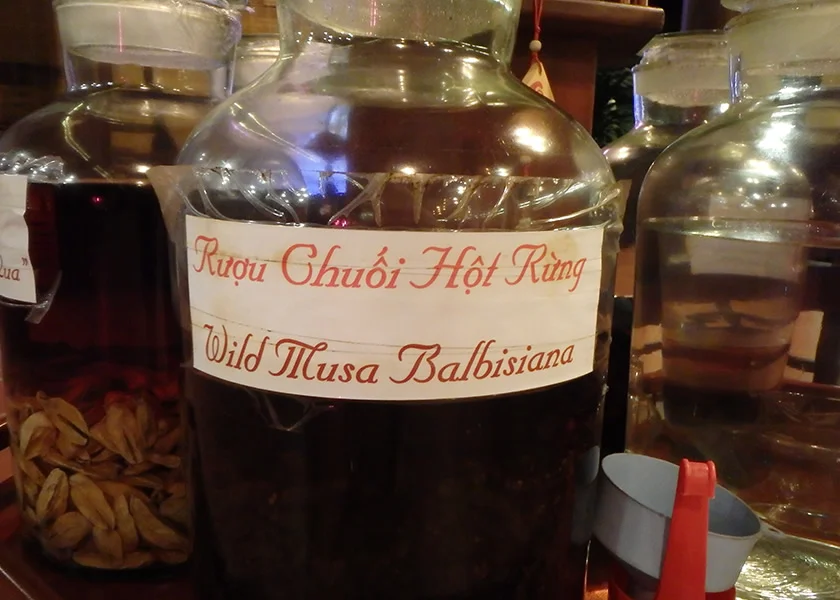 Rượu Chuối Hột Rừng
Wild Musa Balbisiana